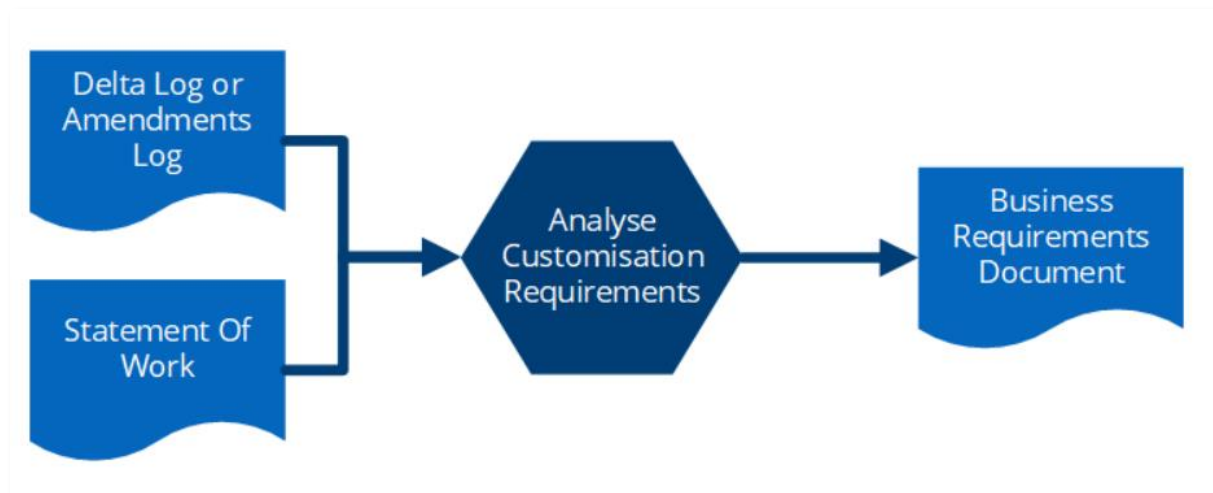 Delta Log or
Amendments
Log
Statement Of
Work
Analyse
Customisation
Requirements
Business
Requirements
Document